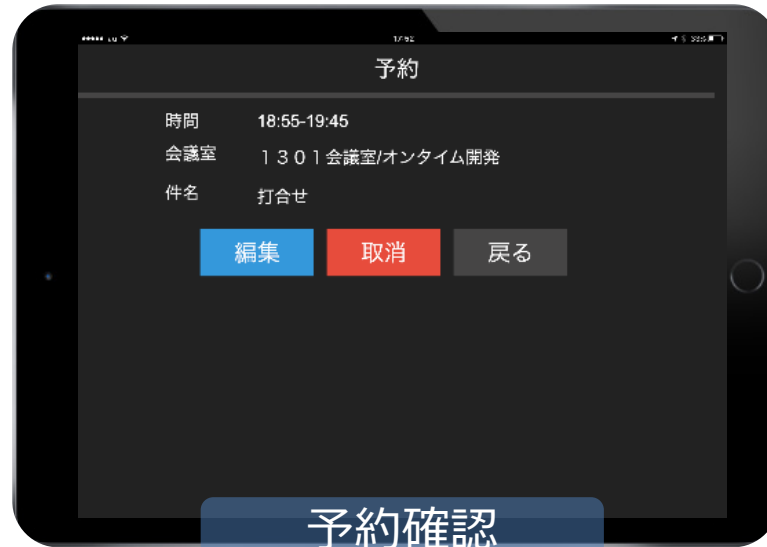 予約
時間 18:55-19:45
会議室 １３０１会議室/オンタイム開発
件名 打合せ
編集 取消 戻る
予約確認